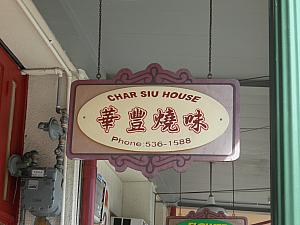 CHAR SIU HOUSE
華豐燒味
Phone: 536-1588